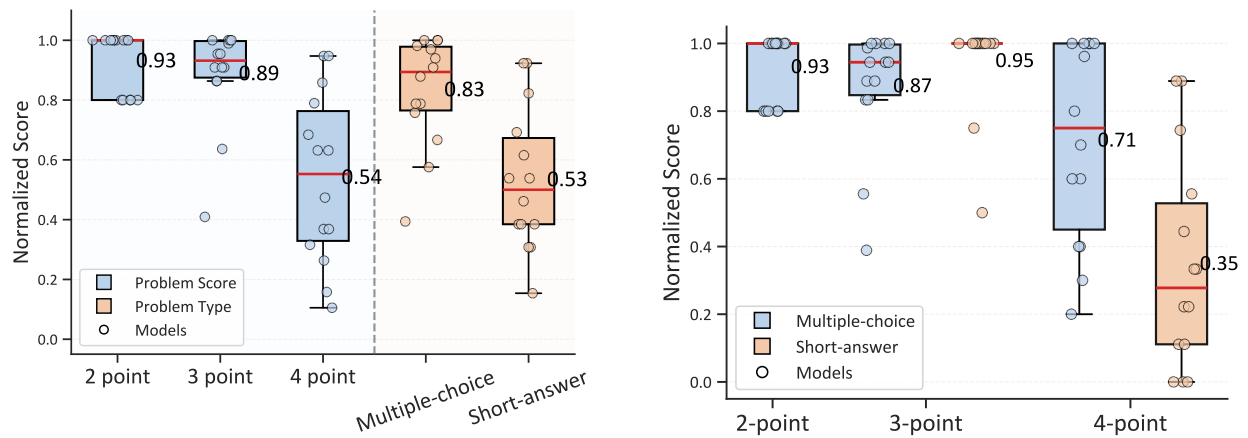 Normalized Score
1.0
0.8
0.6
0.4
0.2
0.0
0.93
0.89
0.54
0.83
0.53
Problem Score
Problem Type
Models
2 point
3 point
4 point
Multiple-choice
Short-answer
Normalized Score
1.0
0.8
0.6
0.4
0.2
0.0
0.93
0.87
0.95
0.71
0.35
Multiple-choice
Short-answer
Models
2-point
3-point
4-point